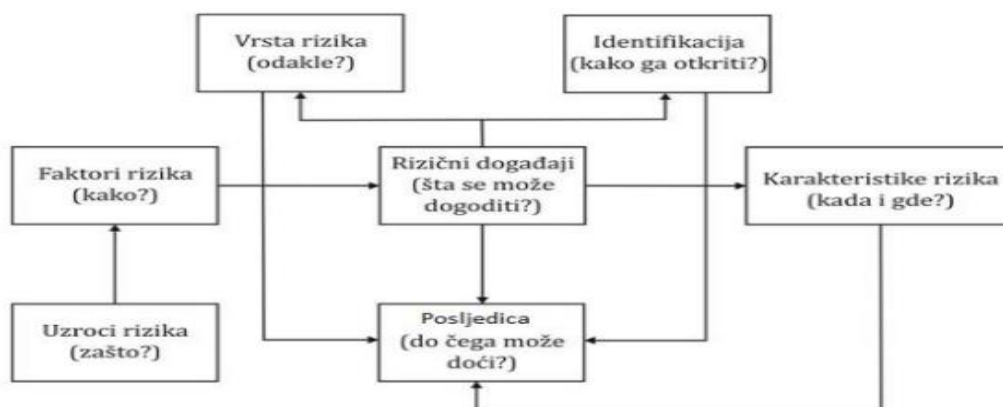 Vrsta rizika
(odakle?)
Identifikacija
(kako ga otkriti?)
Faktori rizika
(kako?)
Rizični događaji
(šta se može
dogoditi?)
Karakteristike rizika
(kada i gde?)
Uzroci rizika
(zašto?)
Posljedica
(do čega može
doći?)